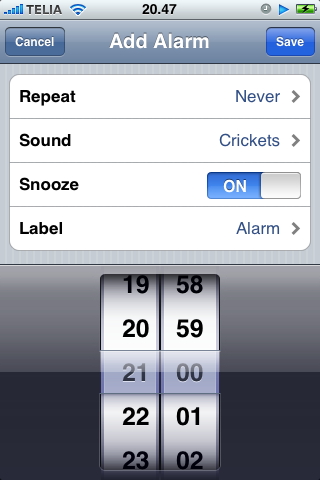 TELIA 20.47
Cancel Add Alarm Save
Repeat Never
Sound Crickets
Snooze ON
Label Alarm
19 58
20 59
21 00
22 01
23 02